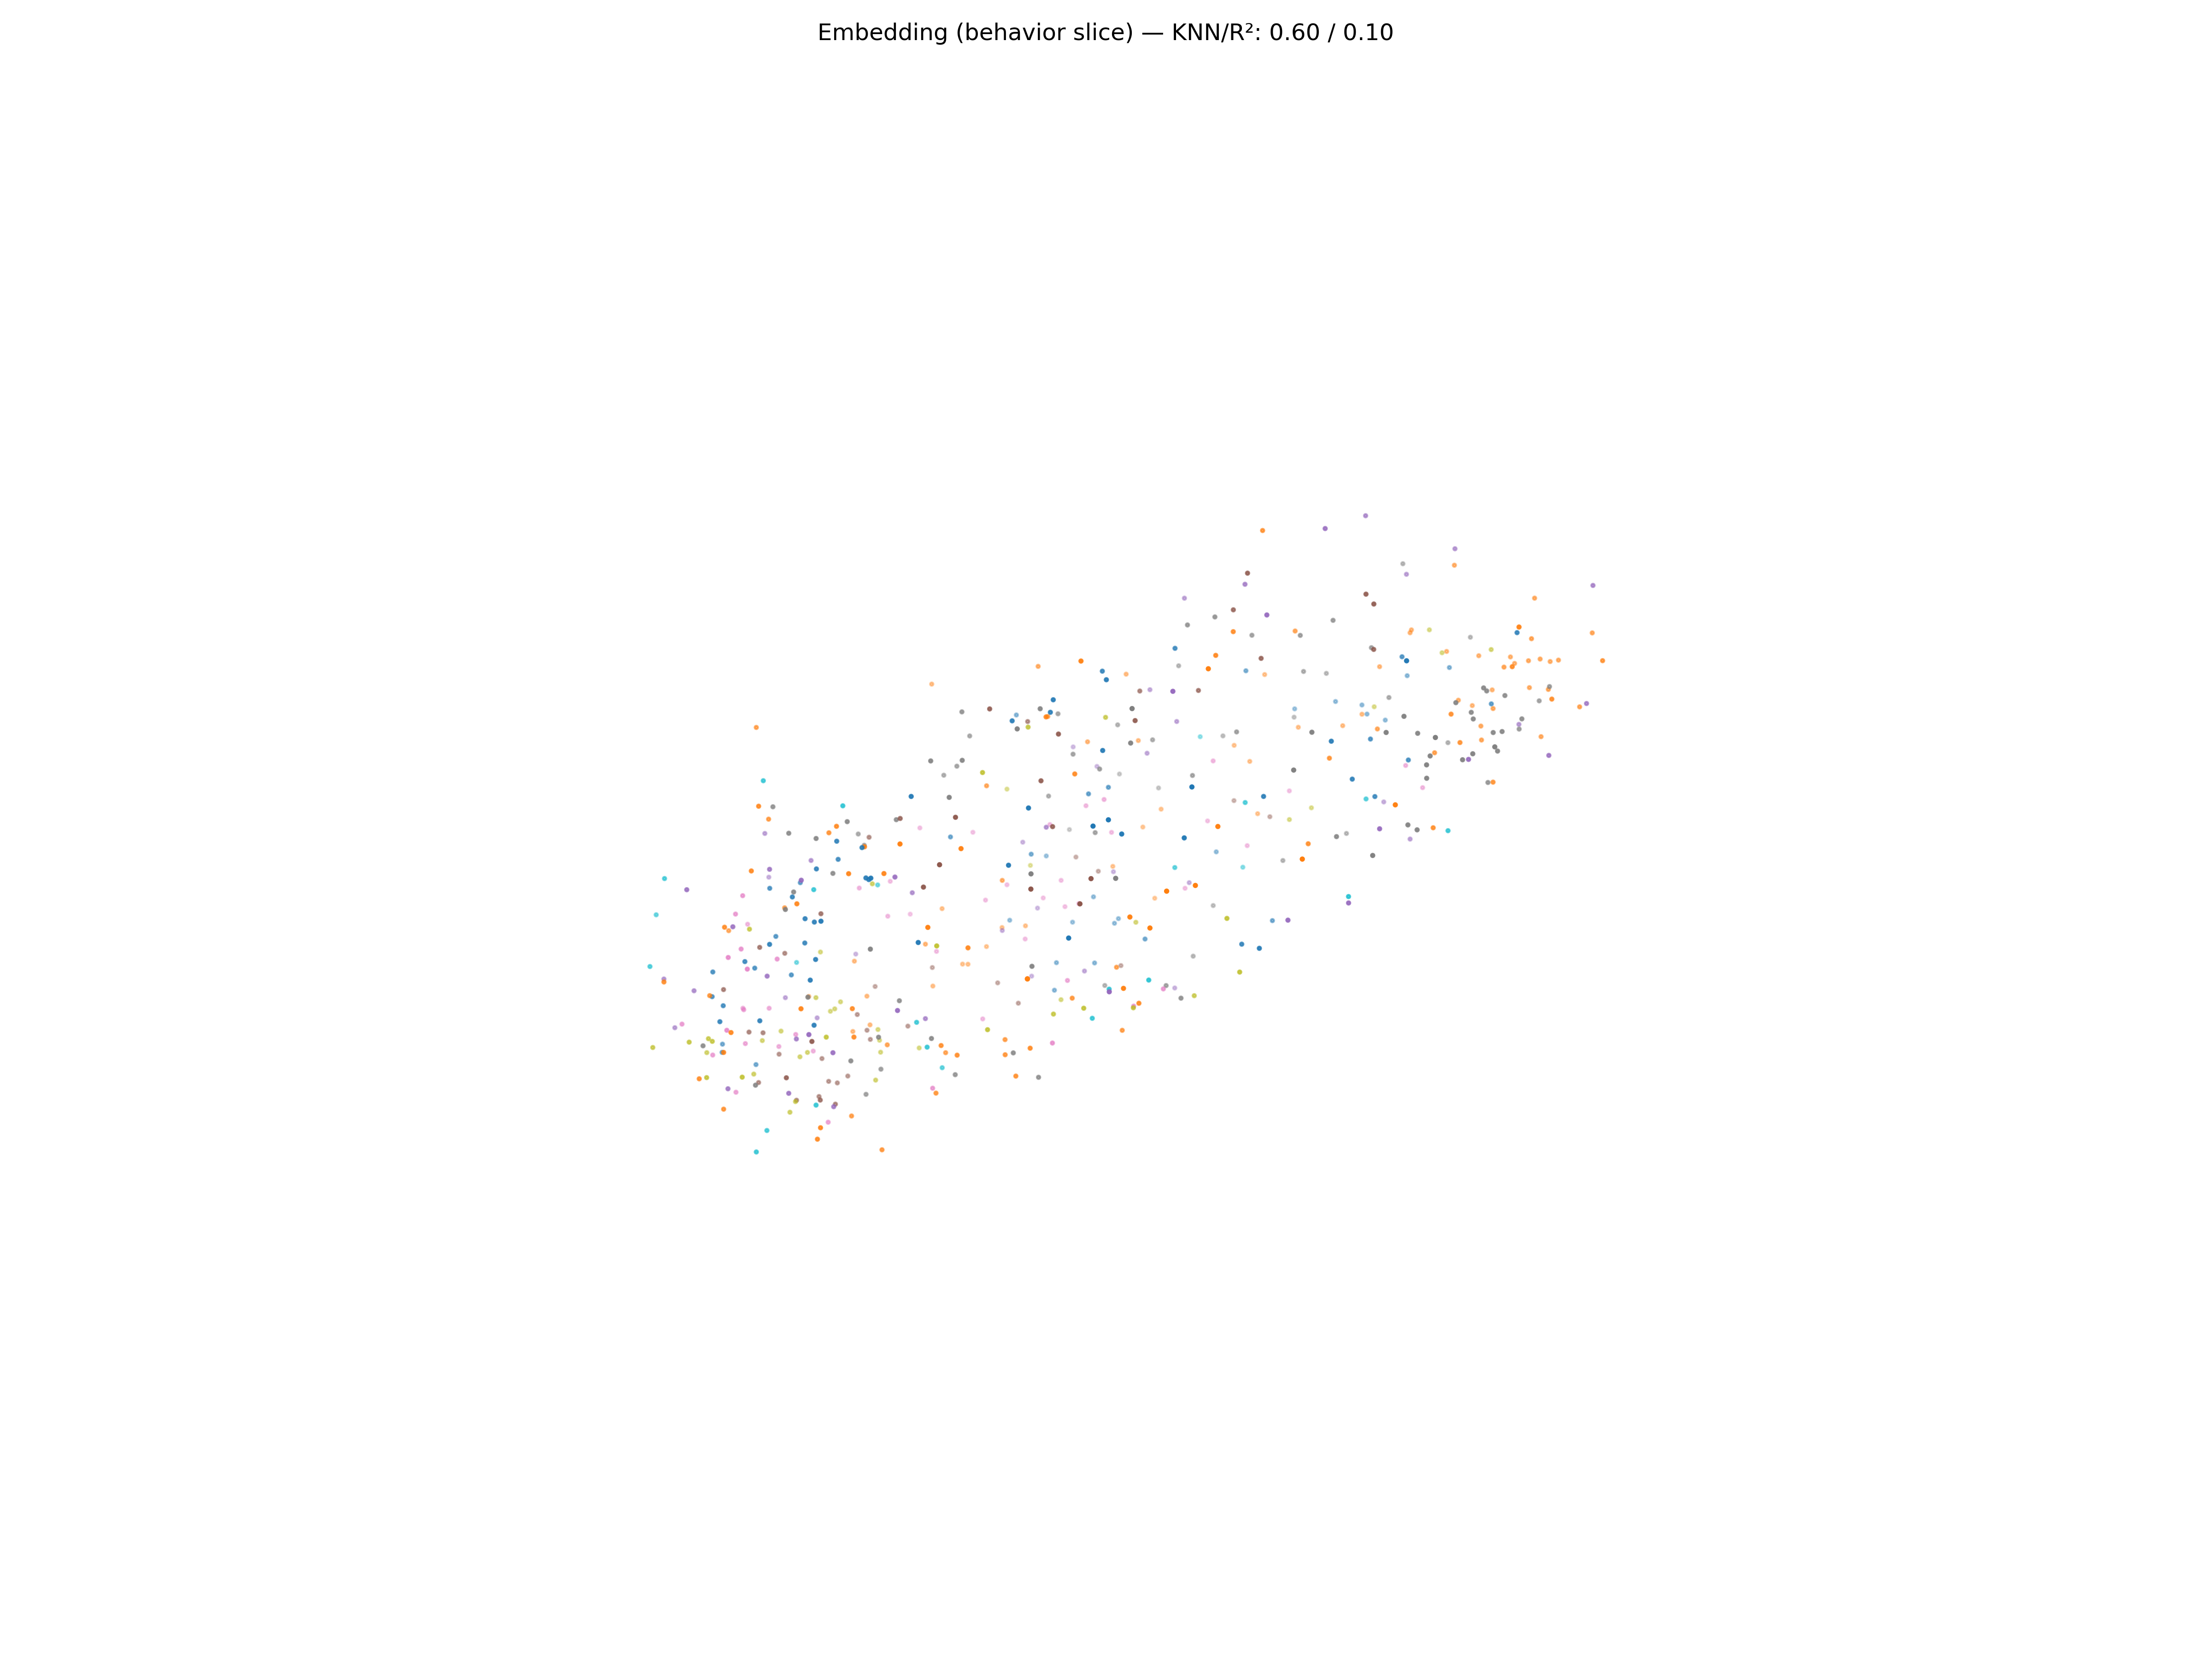 Embedding (behavior slice) — KNN/R²: 0.60 / 0.10